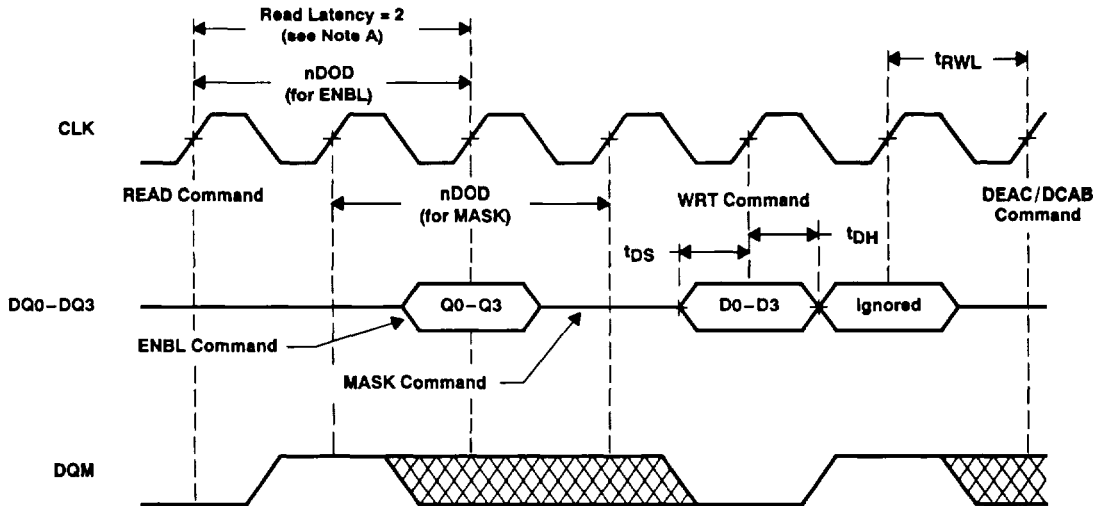 Read Latency = 2
(see Note A)
nDOD
(for ENBL)
tRWL
CLK
READ Command
nDOD
(for MASK)
WRT Command
DEAC/DCAB
Command
tDS
tDH
DQ0–DQ3
Q0–Q3
D0–D3
Ignored
ENBL Command
MASK Command
DQM